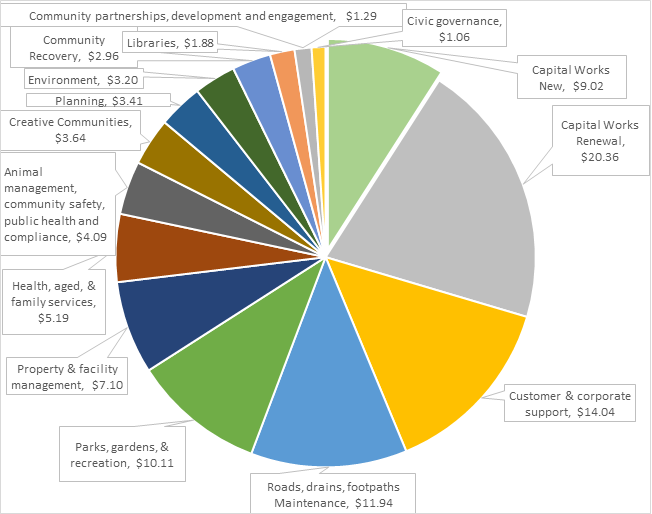 Community partnerships, development and engagement, $1.29
Civic governance,
$1.06
Capital Works
New, $9.02
Capital Works
Renewal,
$20.36
Customer & corporate
support, $14.04
Roads, drains, footpaths
Maintenance, $11.94
Parks, gardens, &
recreation, $10.11
Property & facility
management, $7.10
Health, aged, &
family services,
$5.19
Animal
management,
community safety,
public health and
compliance, $4.09
Creative Communities,
$3.64
Planning, $3.41
Environment, $3.20
Community
Recovery, $2.96
Libraries, $1.88